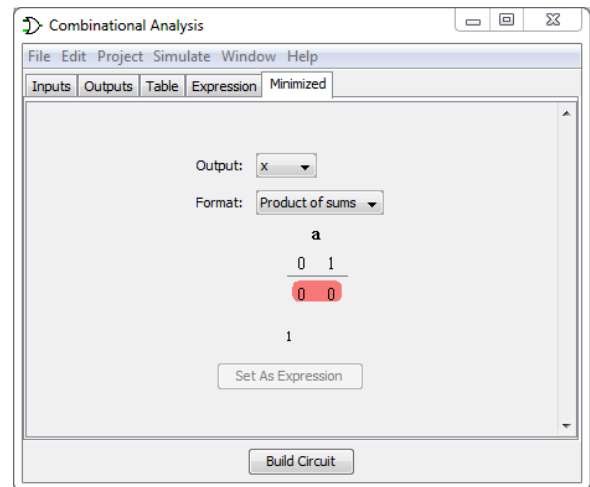 Combinational Analysis
File Edit Project Simulate Window Help
Inputs Outputs Table Expression Minimized
Output: x
Format: Product of sums
a
0 1
0 0
1
Set As Expression
Build Circuit